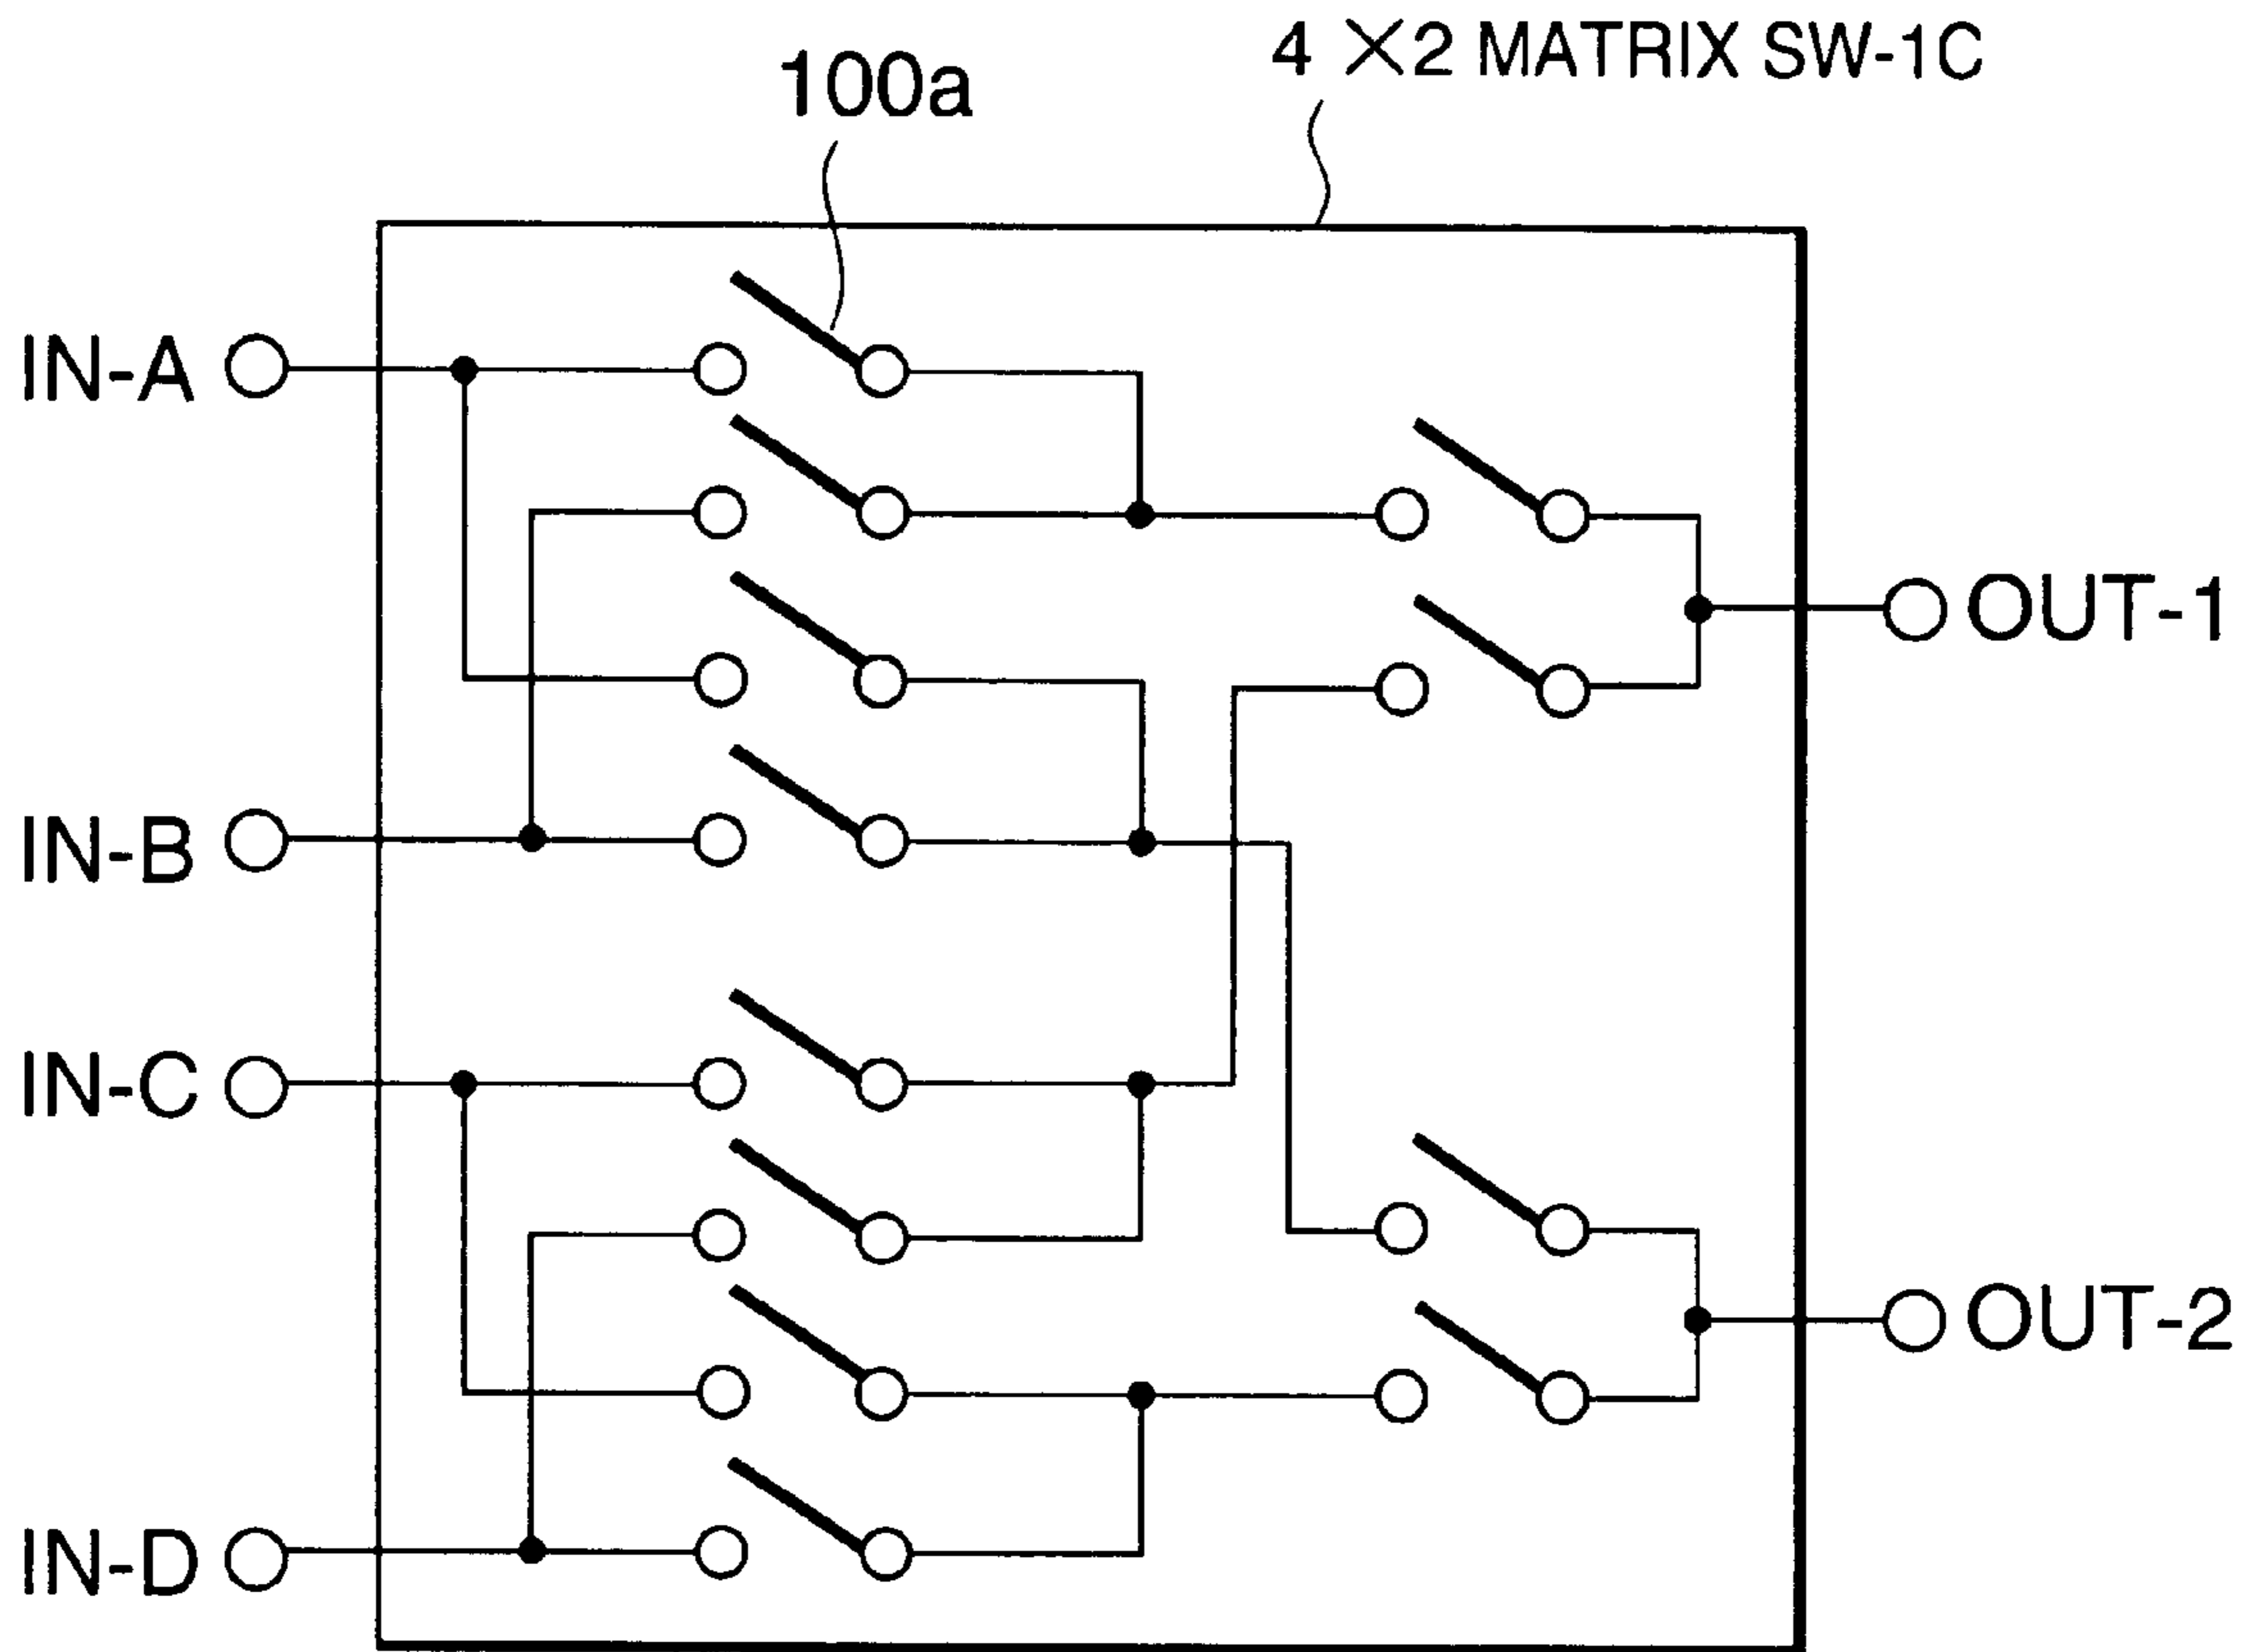 4 ×2 MATRIX SW-1C
100a
IN-A
OUT-1
IN-B
IN-C
OUT-2
IN-D